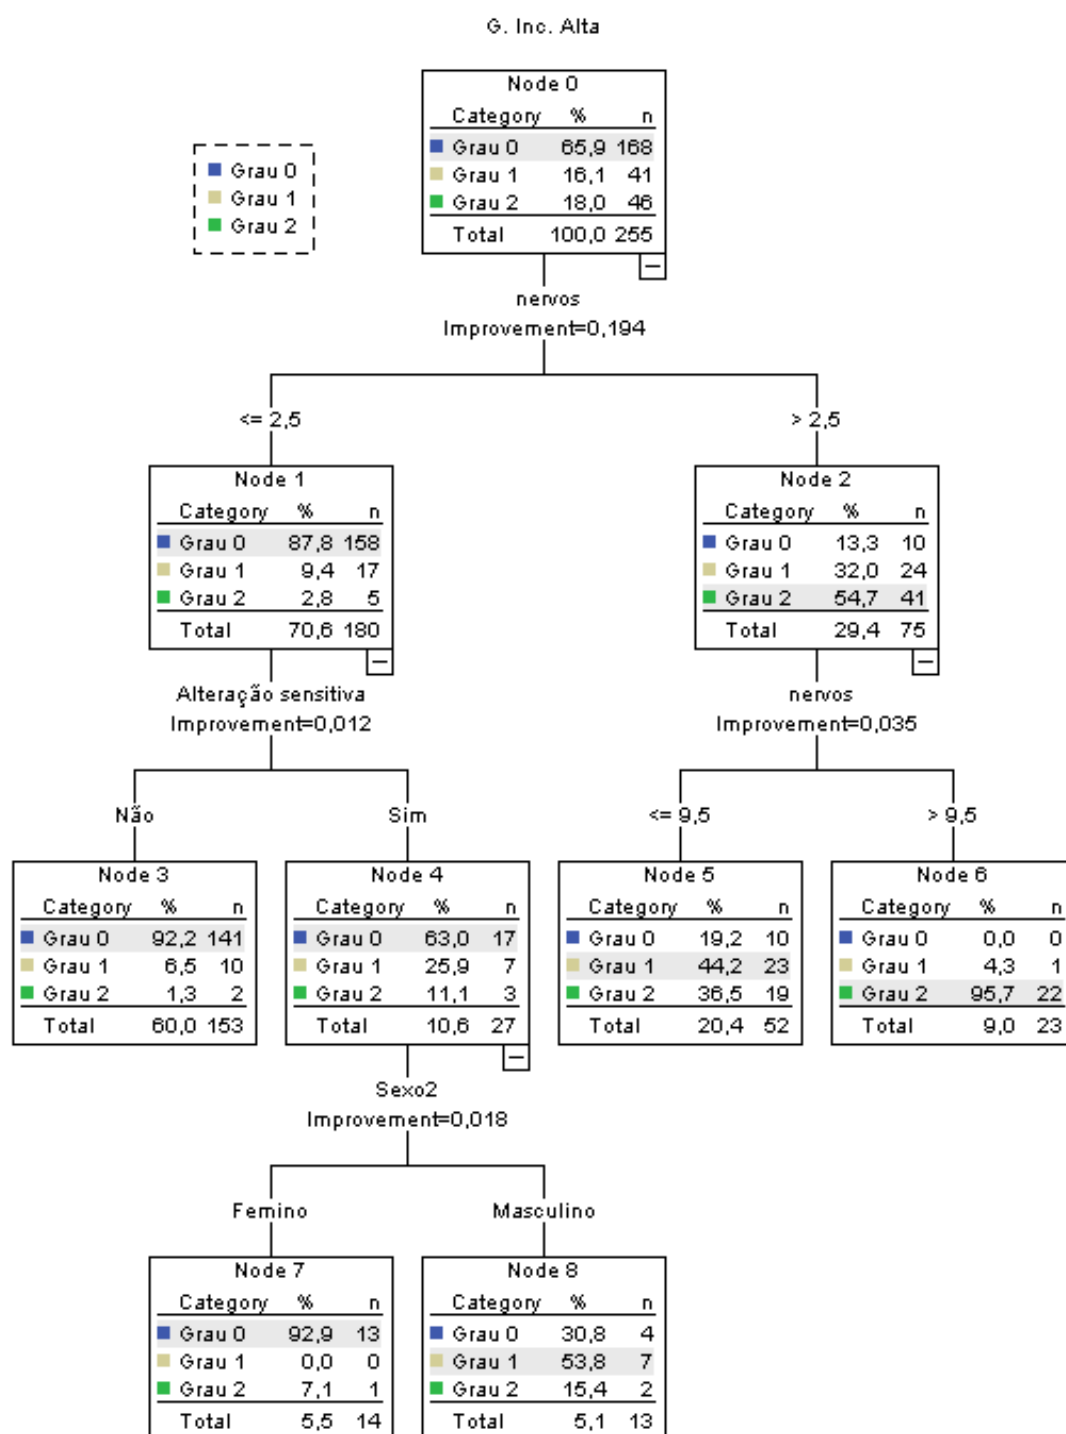 G. Inc. Alta
Grau 0
Grau 1
Grau 2
Node 0
Category % n
Grau 0 65,9 168
Grau 1 16,1 41
Grau 2 18,0 46
Total 100,0 255
nervos
Improvement=0,194
<= 2,5
> 2,5
Node 1
Category % n
Grau 0 87,8 158
Grau 1 9,4 17
Grau 2 2,8 5
Total 70,6 180
Node 2
Category % n
Grau 0 13,3 10
Grau 1 32,0 24
Grau 2 54,7 41
Total 29,4 75
Alteração sensitiva
Improvement=0,012
nervos
Improvement=0,035
Não
Sim
<= 9,5
> 9,5
Node 3
Category % n
Grau 0 92,2 141
Grau 1 6,5 10
Grau 2 1,3 2
Total 60,0 153
Node 4
Category % n
Grau 0 63,0 17
Grau 1 25,9 7
Grau 2 11,1 3
Total 10,6 27
Node 5
Category % n
Grau 0 19,2 10
Grau 1 44,2 23
Grau 2 36,5 19
Total 20,4 52
Node 6
Category % n
Grau 0 0,0 0
Grau 1 4,3 1
Grau 2 95,7 22
Total 9,0 23
Sexo2
Improvement=0,018
Femino
Masculino
Node 7
Category % n
Grau 0 92,9 13
Grau 1 0,0 0
Grau 2 7,1 1
Total 5,5 14
Node 8
Category % n
Grau 0 30,8 4
Grau 1 53,8 7
Grau 2 15,4 2
Total 5,1 13